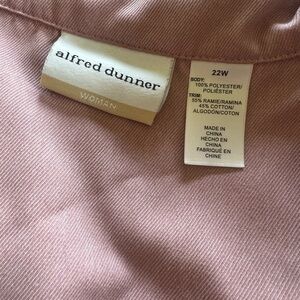 alfred dunner
WOMAN
22W
BODY:
100% POLYESTER/
POLIÉSTER
TRIM:
55% RAMIE/RAMINA
45% COTTON/
ALGODON/COTON
MADE IN
CHINA
HECHO EN
CHINA
FABRIQUÉ EN
CHINE